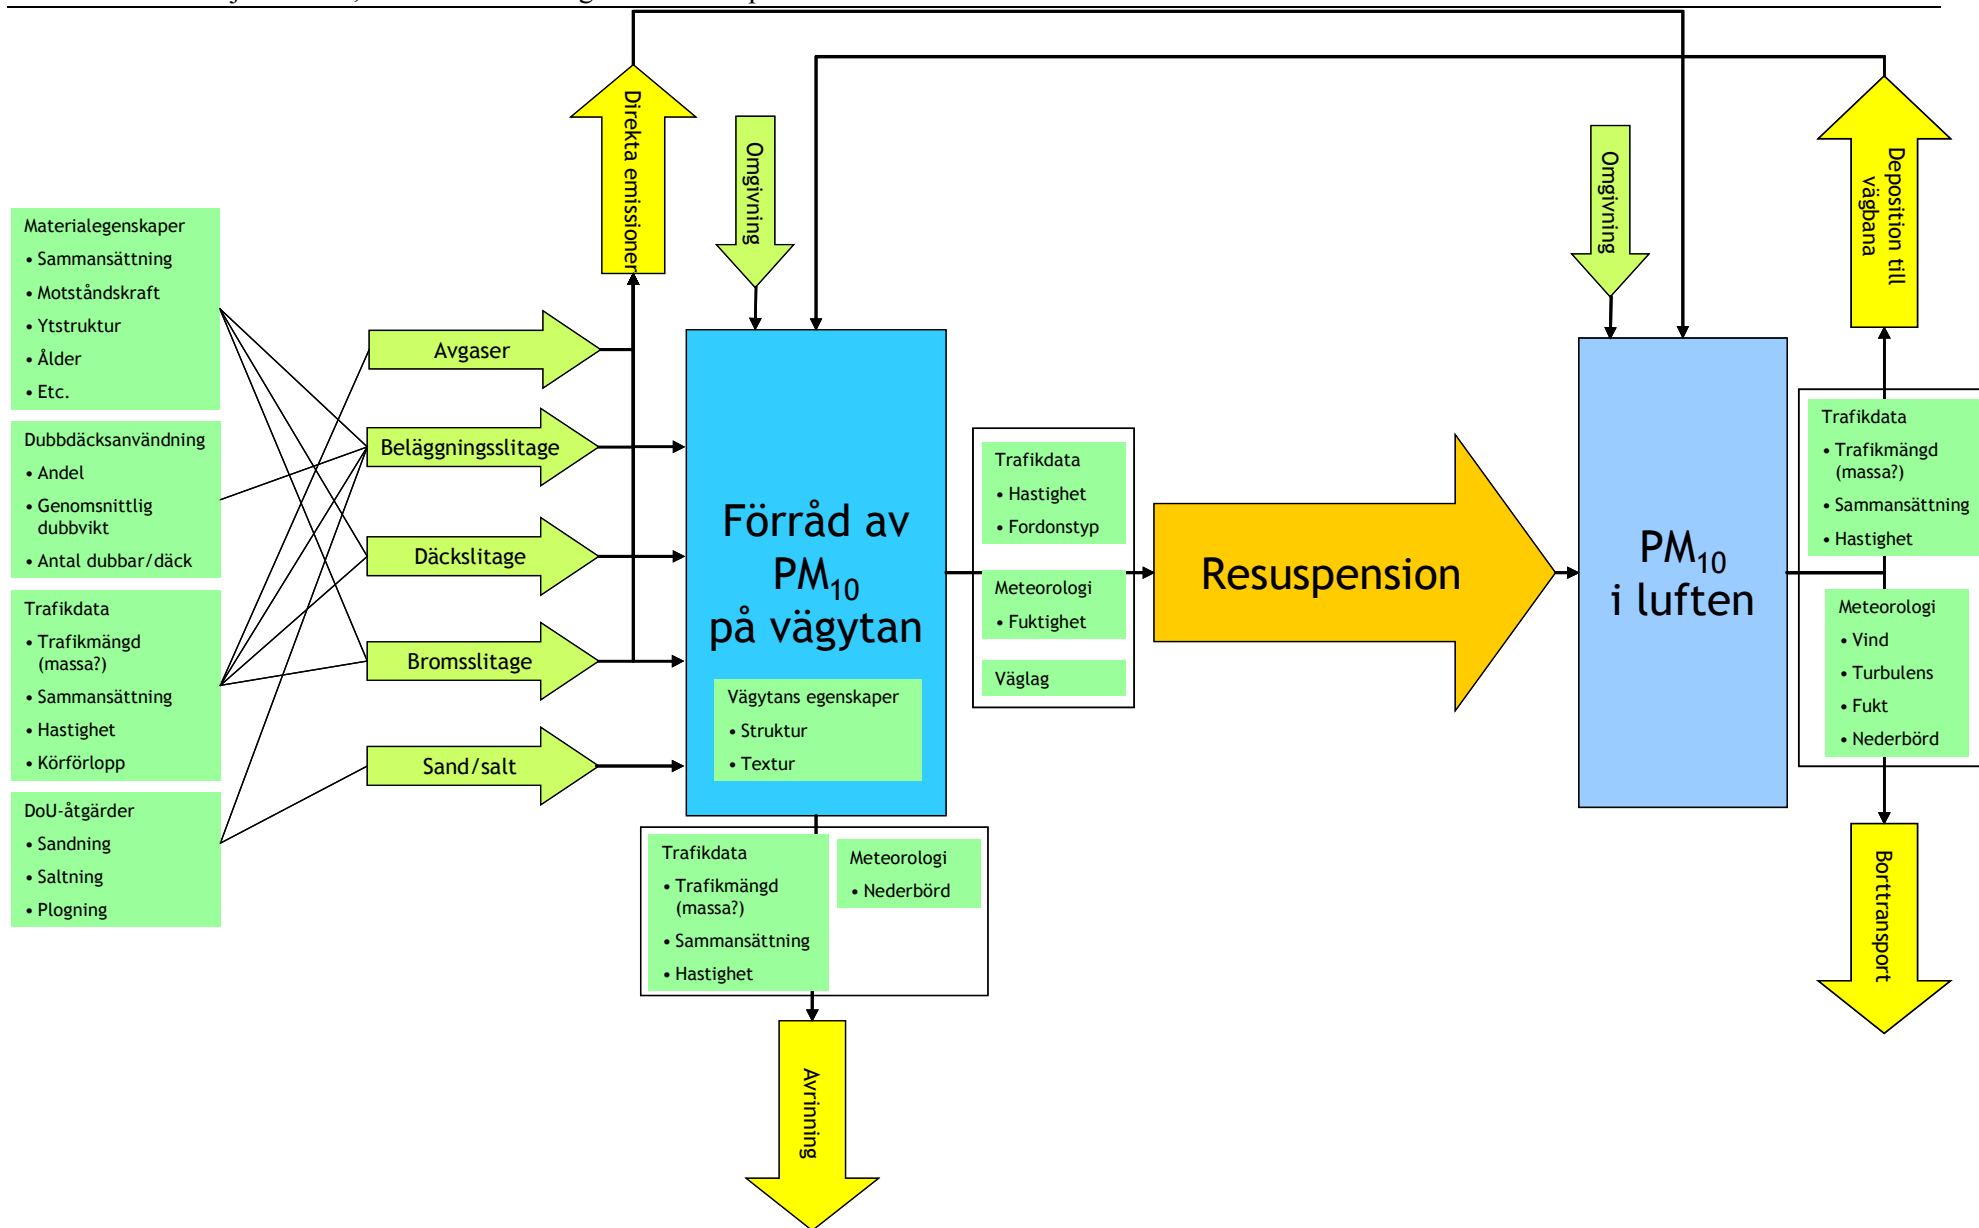 Direkta emissioner
Omgivning
Omgivning
Deposition till
vägbana
Materialegenskaper
• Sammansättning
• Motståndskraft
• Ytstruktur
• Ålder
• Etc.
Dubbdäcksanvändning
• Andel
• Genomsnittlig
dubbvikt
• Antal dubbar/däck
Trafikdata
• Trafikmängd
(massa?)
• Sammansättning
• Hastighet
• Körförlopp
DoU-åtgärder
• Sandning
• Saltning
• Plogning
Avgaser
Beläggningsslitage
Däckslitage
Bromsslitage
Sand/salt
Förråd av
PM10
på vägytan
Vägytans egenskaper
• Struktur
• Textur
Trafikdata
• Hastighet
• Fordonstyp
Meteorologi
• Fuktighet
Väglag
Resuspension
PM10
i luften
Trafikdata
• Trafikmängd
(massa?)
• Sammansättning
• Hastighet
Meteorologi
• Vind
• Turbulens
• Fukt
• Nederbörd
Trafikdata
• Trafikmängd
(massa?)
• Sammansättning
• Hastighet
Meteorologi
• Nederbörd
Borttransport
Avrinning